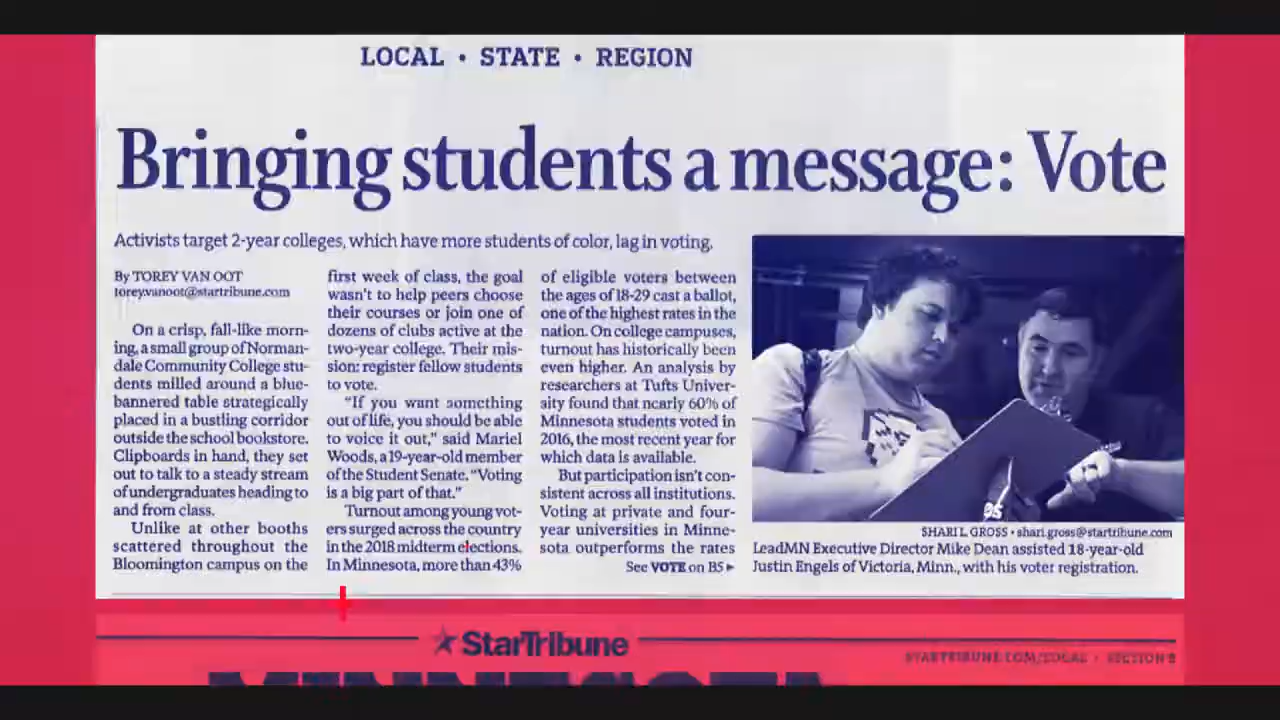 LOCAL • STATE • REGION
Bringing students a message: Vote
Activists target 2-year colleges, which have more students of color, lag in voting.
By TOREY VAN OOT
torey.vanoot@startribune.com
On a crisp, fall-like morn-
ing, a small group of Norman-
dale Community College stu-
dents milled around a blue-
bannered table strategically
placed in a bustling corridor
outside the school bookstore.
Clipboards in hand, they set
out to talk to a steady stream
of undergraduates heading to
and from class.
Unlike at other booths
scattered throughout the
Bloomington campus on the
first week of class, the goal
wasn't to help peers choose
their courses or join one of
dozens of clubs active at the
two-year college. Their mis-
sion: register fellow students
to vote.
"If you want something
out of life, you should be able
to voice it out," said Mariel
Woods, a 19-year-old member
of the Student Senate. "Voting
is a big part of that."
Turnout among young vot-
ers surged across the country
in the 2018 midterm elections.
In Minnesota, more than 43%
of eligible voters between
the ages of 18-29 cast a ballot,
one of the highest rates in the
nation. On college campuses,
turnout has historically been
even higher. An analysis by
researchers at Tufts Univer-
sity found that nearly 60% of
Minnesota students voted in
2016, the most recent year for
which data is available.
But participation isn't con-
sistent across all institutions.
Voting at private and four-
year universities in Minne-
sota outperforms the rates
See VOTE on B5 ▸
SHARI L. GROSS • shari.gross@startribune.com
LeadMN Executive Director Mike Dean assisted 18-year-old
Justin Engels of Victoria, Minn., with his voter registration.
StarTribune
STARTRIBUNE.COM/LOCAL • SECTION B